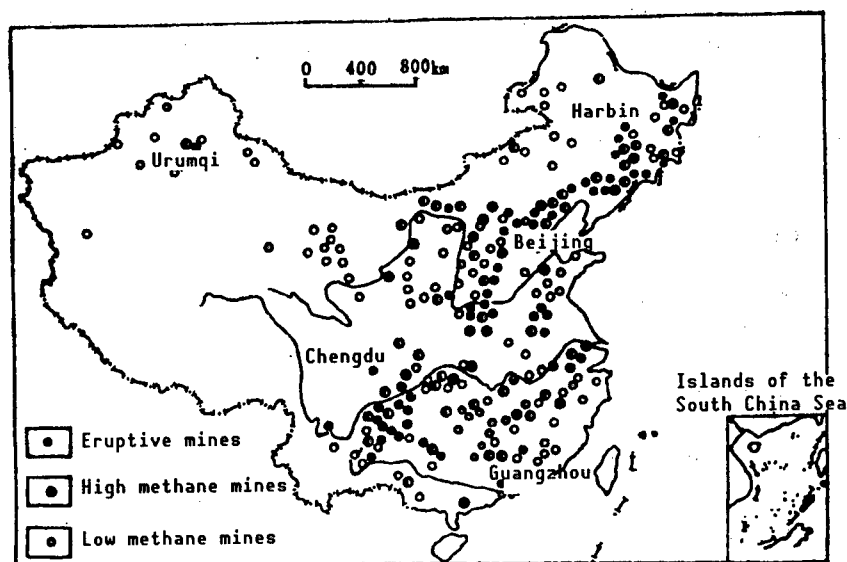 0 400 800km
Harbin
Urumqi
Beijing
Chengdu
Islands of the
South China Sea
Eruptive mines
High methane mines
Guangzhou
Low methane mines